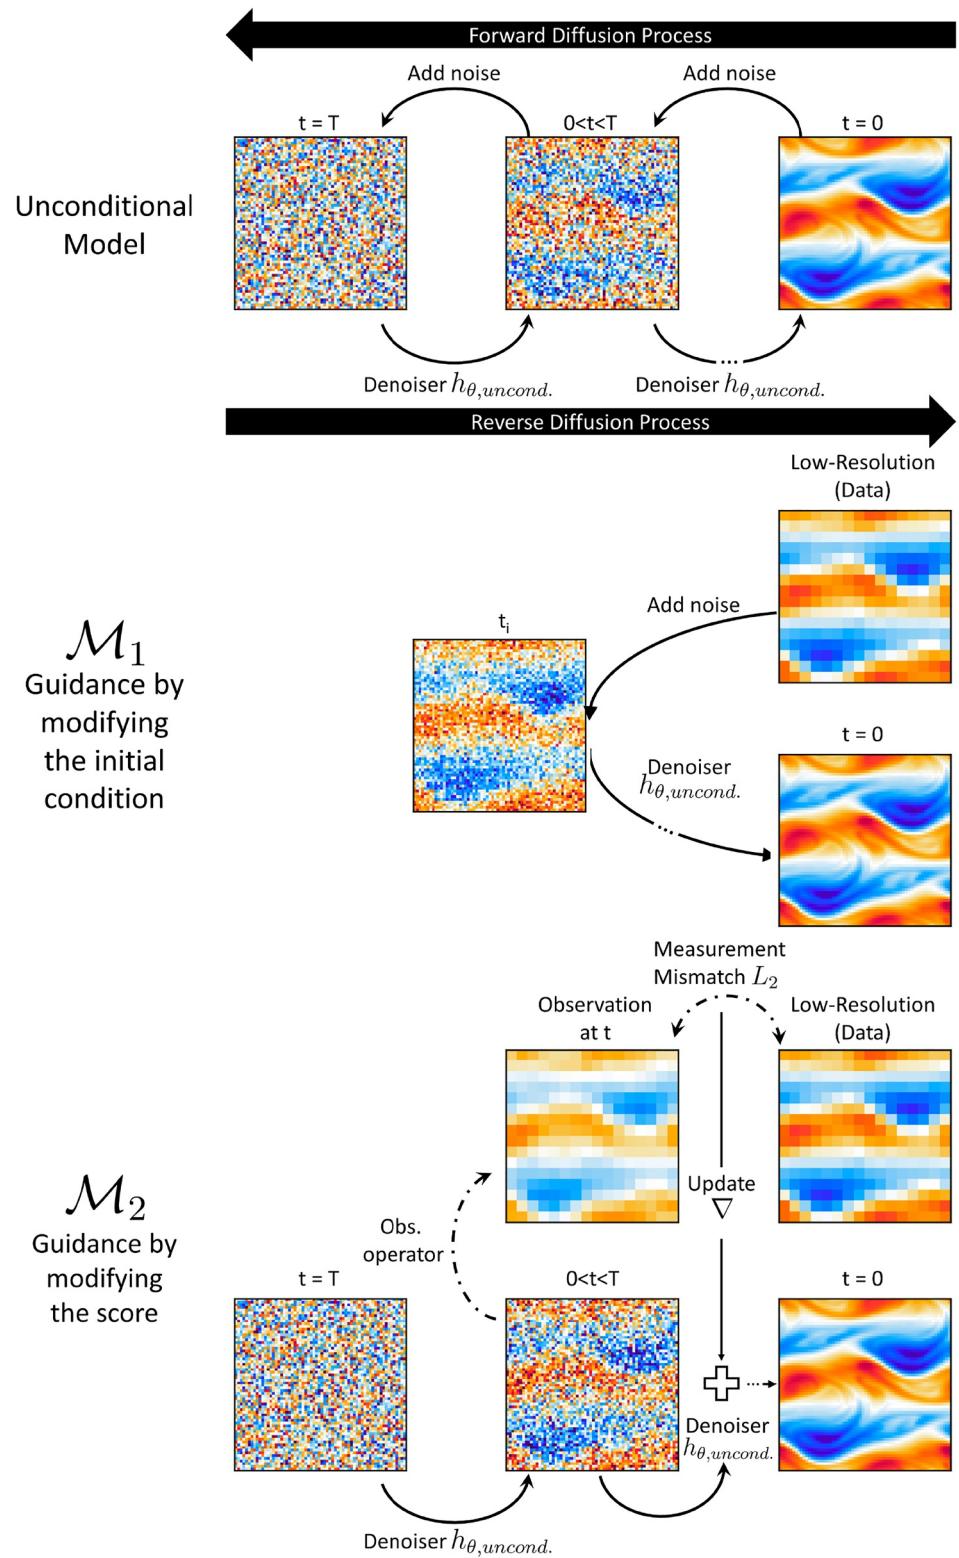 Forward Diffusion Process
Add noise
Add noise
t = T
0<t<T
t = 0
Unconditional
Model
Denoiser hθ,uncond.
Denoiser hθ,uncond.
...
Reverse Diffusion Process
Low-Resolution
(Data)
Add noise
ti
ℳ1
Guidance by
modifying
the initial
condition
t = 0
Denoiser
hθ,uncond.
...
Measurement
Mismatch L2
Observation
at t
Low-Resolution
(Data)
ℳ2
Guidance by
modifying
the score
Update
▽
Obs.
operator
t = T
0<t<T
t = 0
...
Denoiser
hθ,uncond.
Denoiser hθ,uncond.